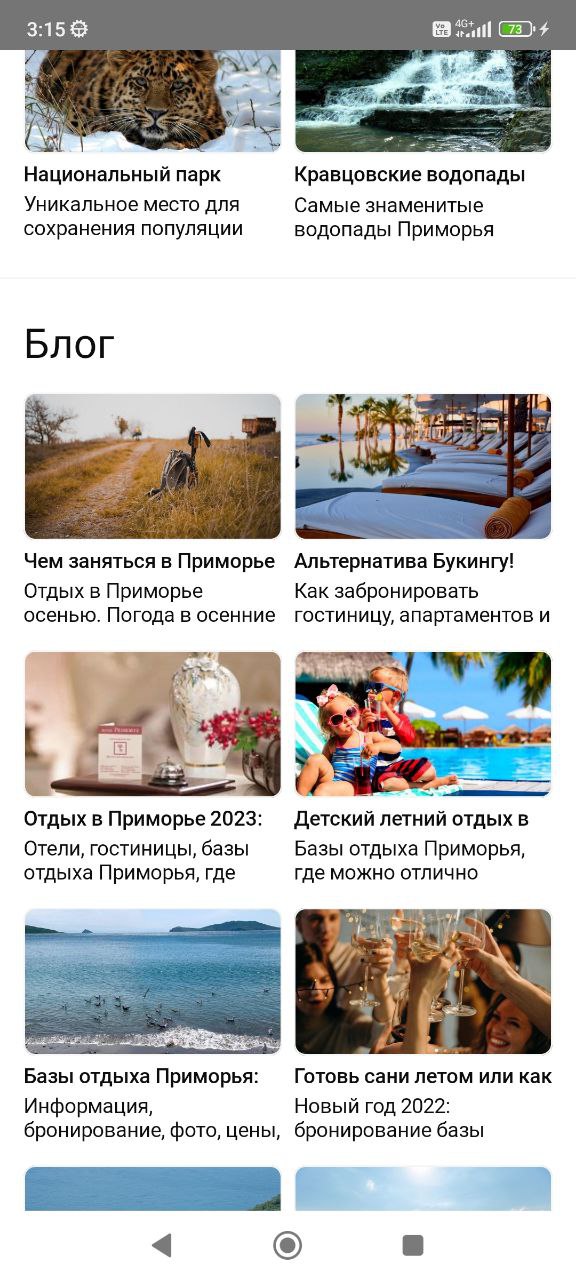 3:15
Vo LTE 4G+ 73
Национальный парк
Уникальное место для
сохранения популяции
Кравцовские водопады
Самые знаменитые
водопады Приморья
Блог
Чем заняться в Приморье
Отдых в Приморье
осенью. Погода в осенние
Альтернатива Букингу!
Как забронировать
гостиницу, апартаментов и
Отдых в Приморье 2023:
Отели, гостиницы, базы
отдыха Приморья, где
Детский летний отдых в
Базы отдыха Приморья,
где можно отлично
Базы отдыха Приморья:
Информация,
бронирование, фото, цены,
Готовь сани летом или как
Новый год 2022:
бронирование базы